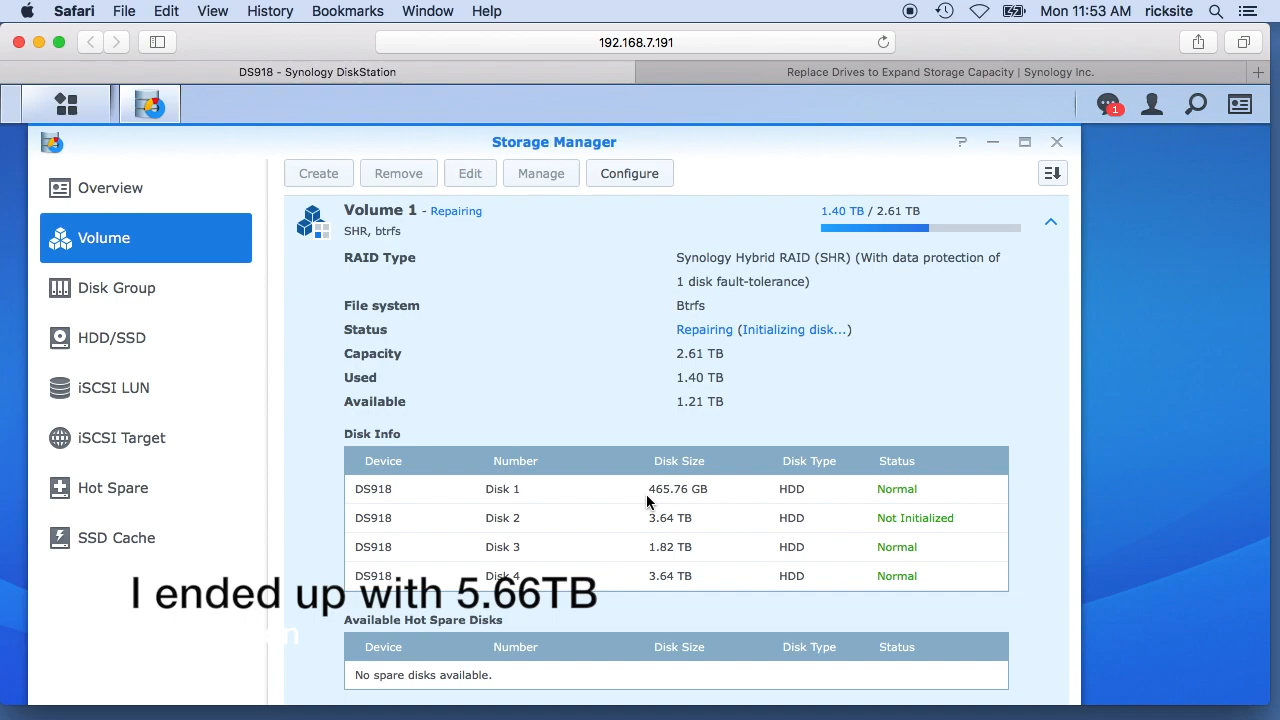 Safari File Edit View History Bookmarks Window Help Mon 11:53 AM ricksite
192.168.7.191
DS918 - Synology DiskStation Replace Drives to Expand Storage Capacity | Synology Inc.
1
Storage Manager
Overview
Volume
Disk Group
HDD/SSD
iSCSI LUN
iSCSI Target
Hot Spare
SSD Cache
Create Remove Edit Manage Configure
Volume 1 - Repairing 1.40 TB / 2.61 TB
SHR, btrfs
RAID Type Synology Hybrid RAID (SHR) (With data protection of
1 disk fault-tolerance)
File system Btrfs
Status Repairing (Initializing disk...)
Capacity 2.61 TB
Used 1.40 TB
Available 1.21 TB
Disk Info
Device Number Disk Size Disk Type Status
DS918 Disk 1 465.76 GB HDD Normal
DS918 Disk 2 3.64 TB HDD Not Initialized
DS918 Disk 3 1.82 TB HDD Normal
DS918 Disk 4 3.64 TB HDD Normal
I ended up with 5.66TB
Available Hot Spare Disks
Device Number Disk Size Disk Type Status
No spare disks available.